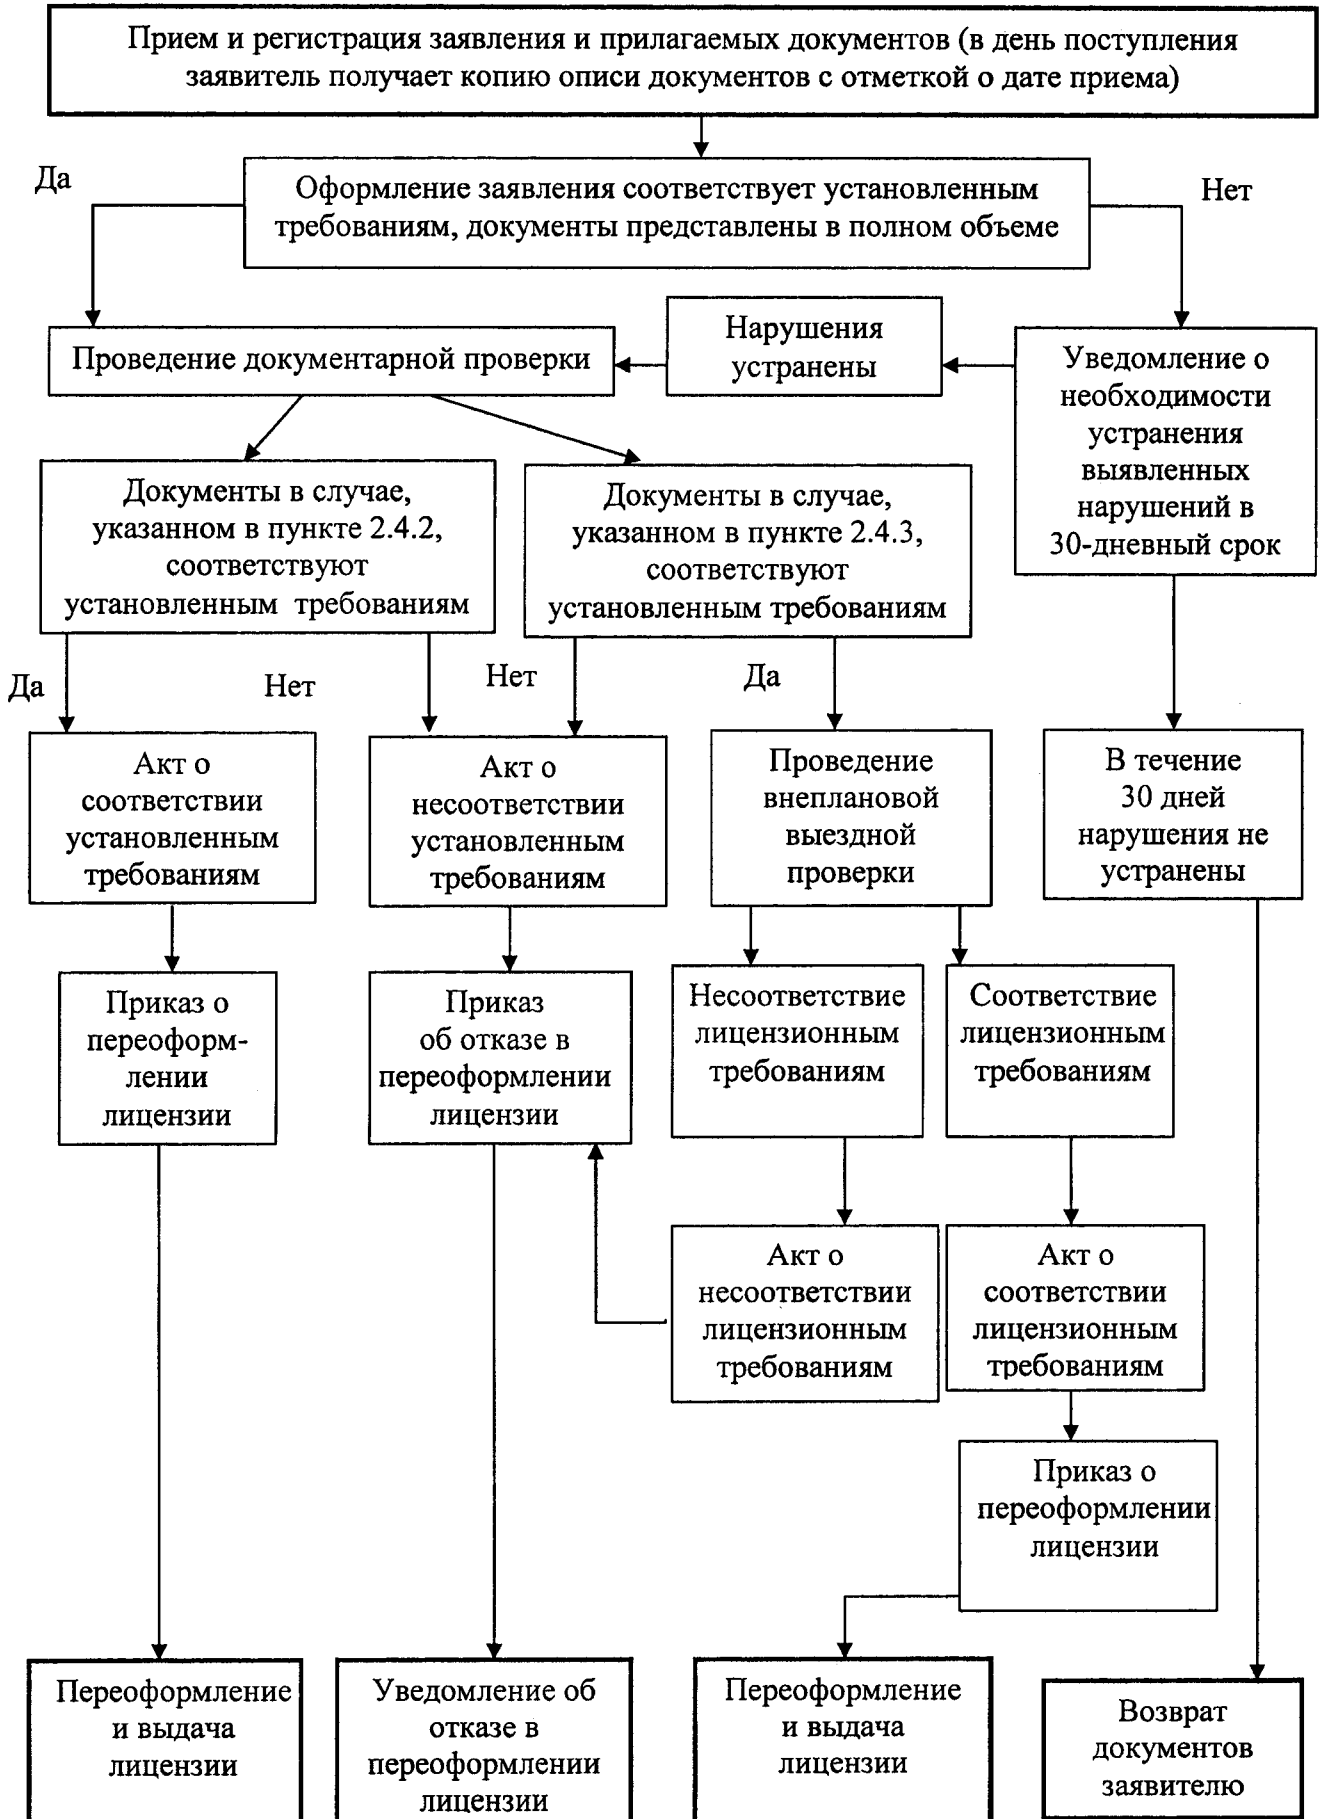 Прием и регистрация заявления и прилагаемых документов (в день поступления
заявитель получает копию описи документов с отметкой о дате приема)
Да
Оформление заявления соответствует установленным
требованиям, документы представлены в полном объеме
Нет
Проведение документарной проверки
Нарушения
устранены
Уведомление о
необходимости
устранения
выявленных
нарушений в
30-дневный срок
Документы в случае,
указанном в пункте 2.4.2,
соответствуют
установленным требованиям
Документы в случае,
указанном в пункте 2.4.3,
соответствуют
установленным требованиям
Да
Нет
Нет
Да
Акт о
соответствии
установленным
требованиям
Акт о
несоответствии
установленным
требованиям
Проведение
внеплановой
выездной
проверки
В течение
30 дней
нарушения не
устранены
Приказ о
переоформ-
лении
лицензии
Приказ
об отказе в
переоформлении
лицензии
Несоответствие
лицензионным
требованиям
Соответствие
лицензионным
требованиям
Акт о
несоответствии
лицензионным
требованиям
Акт о
соответствии
лицензионным
требованиям
Приказ о
переоформлении
лицензии
Переоформление
и выдача
лицензии
Уведомление об
отказе в
переоформлении
лицензии
Переоформление
и выдача
лицензии
Возврат
документов
заявителю